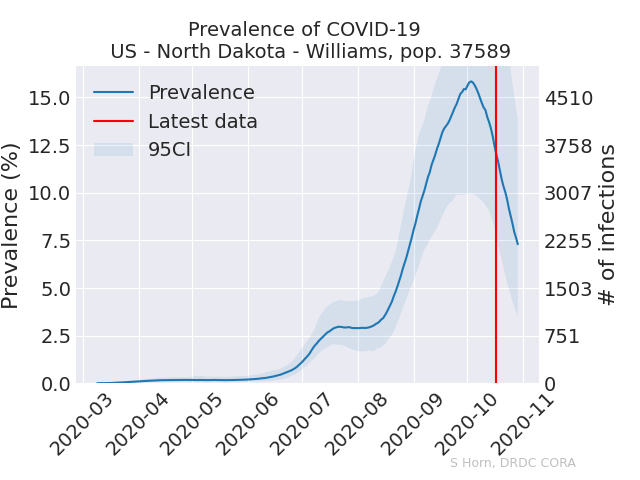 Prevalence of COVID-19
US - North Dakota - Williams, pop. 37589
Prevalence (%)
15.0
12.5
10.0
7.5
5.0
2.5
0.0
Prevalence
Latest data
95CI
4510
3758
3007
2255
1503
751
0
# of infections
2020-03
2020-04
2020-05
2020-06
2020-07
2020-08
2020-09
2020-10
2020-11
S Horn, DRDC CORA